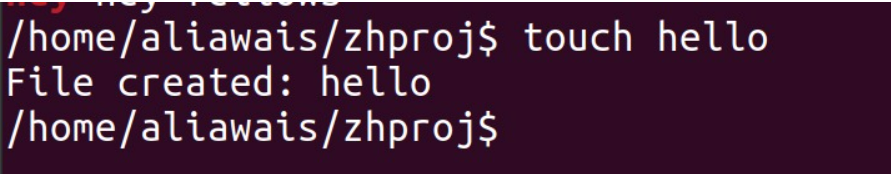 /home/aliawais/zhproj$ touch hello
File created: hello
/home/aliawais/zhproj$